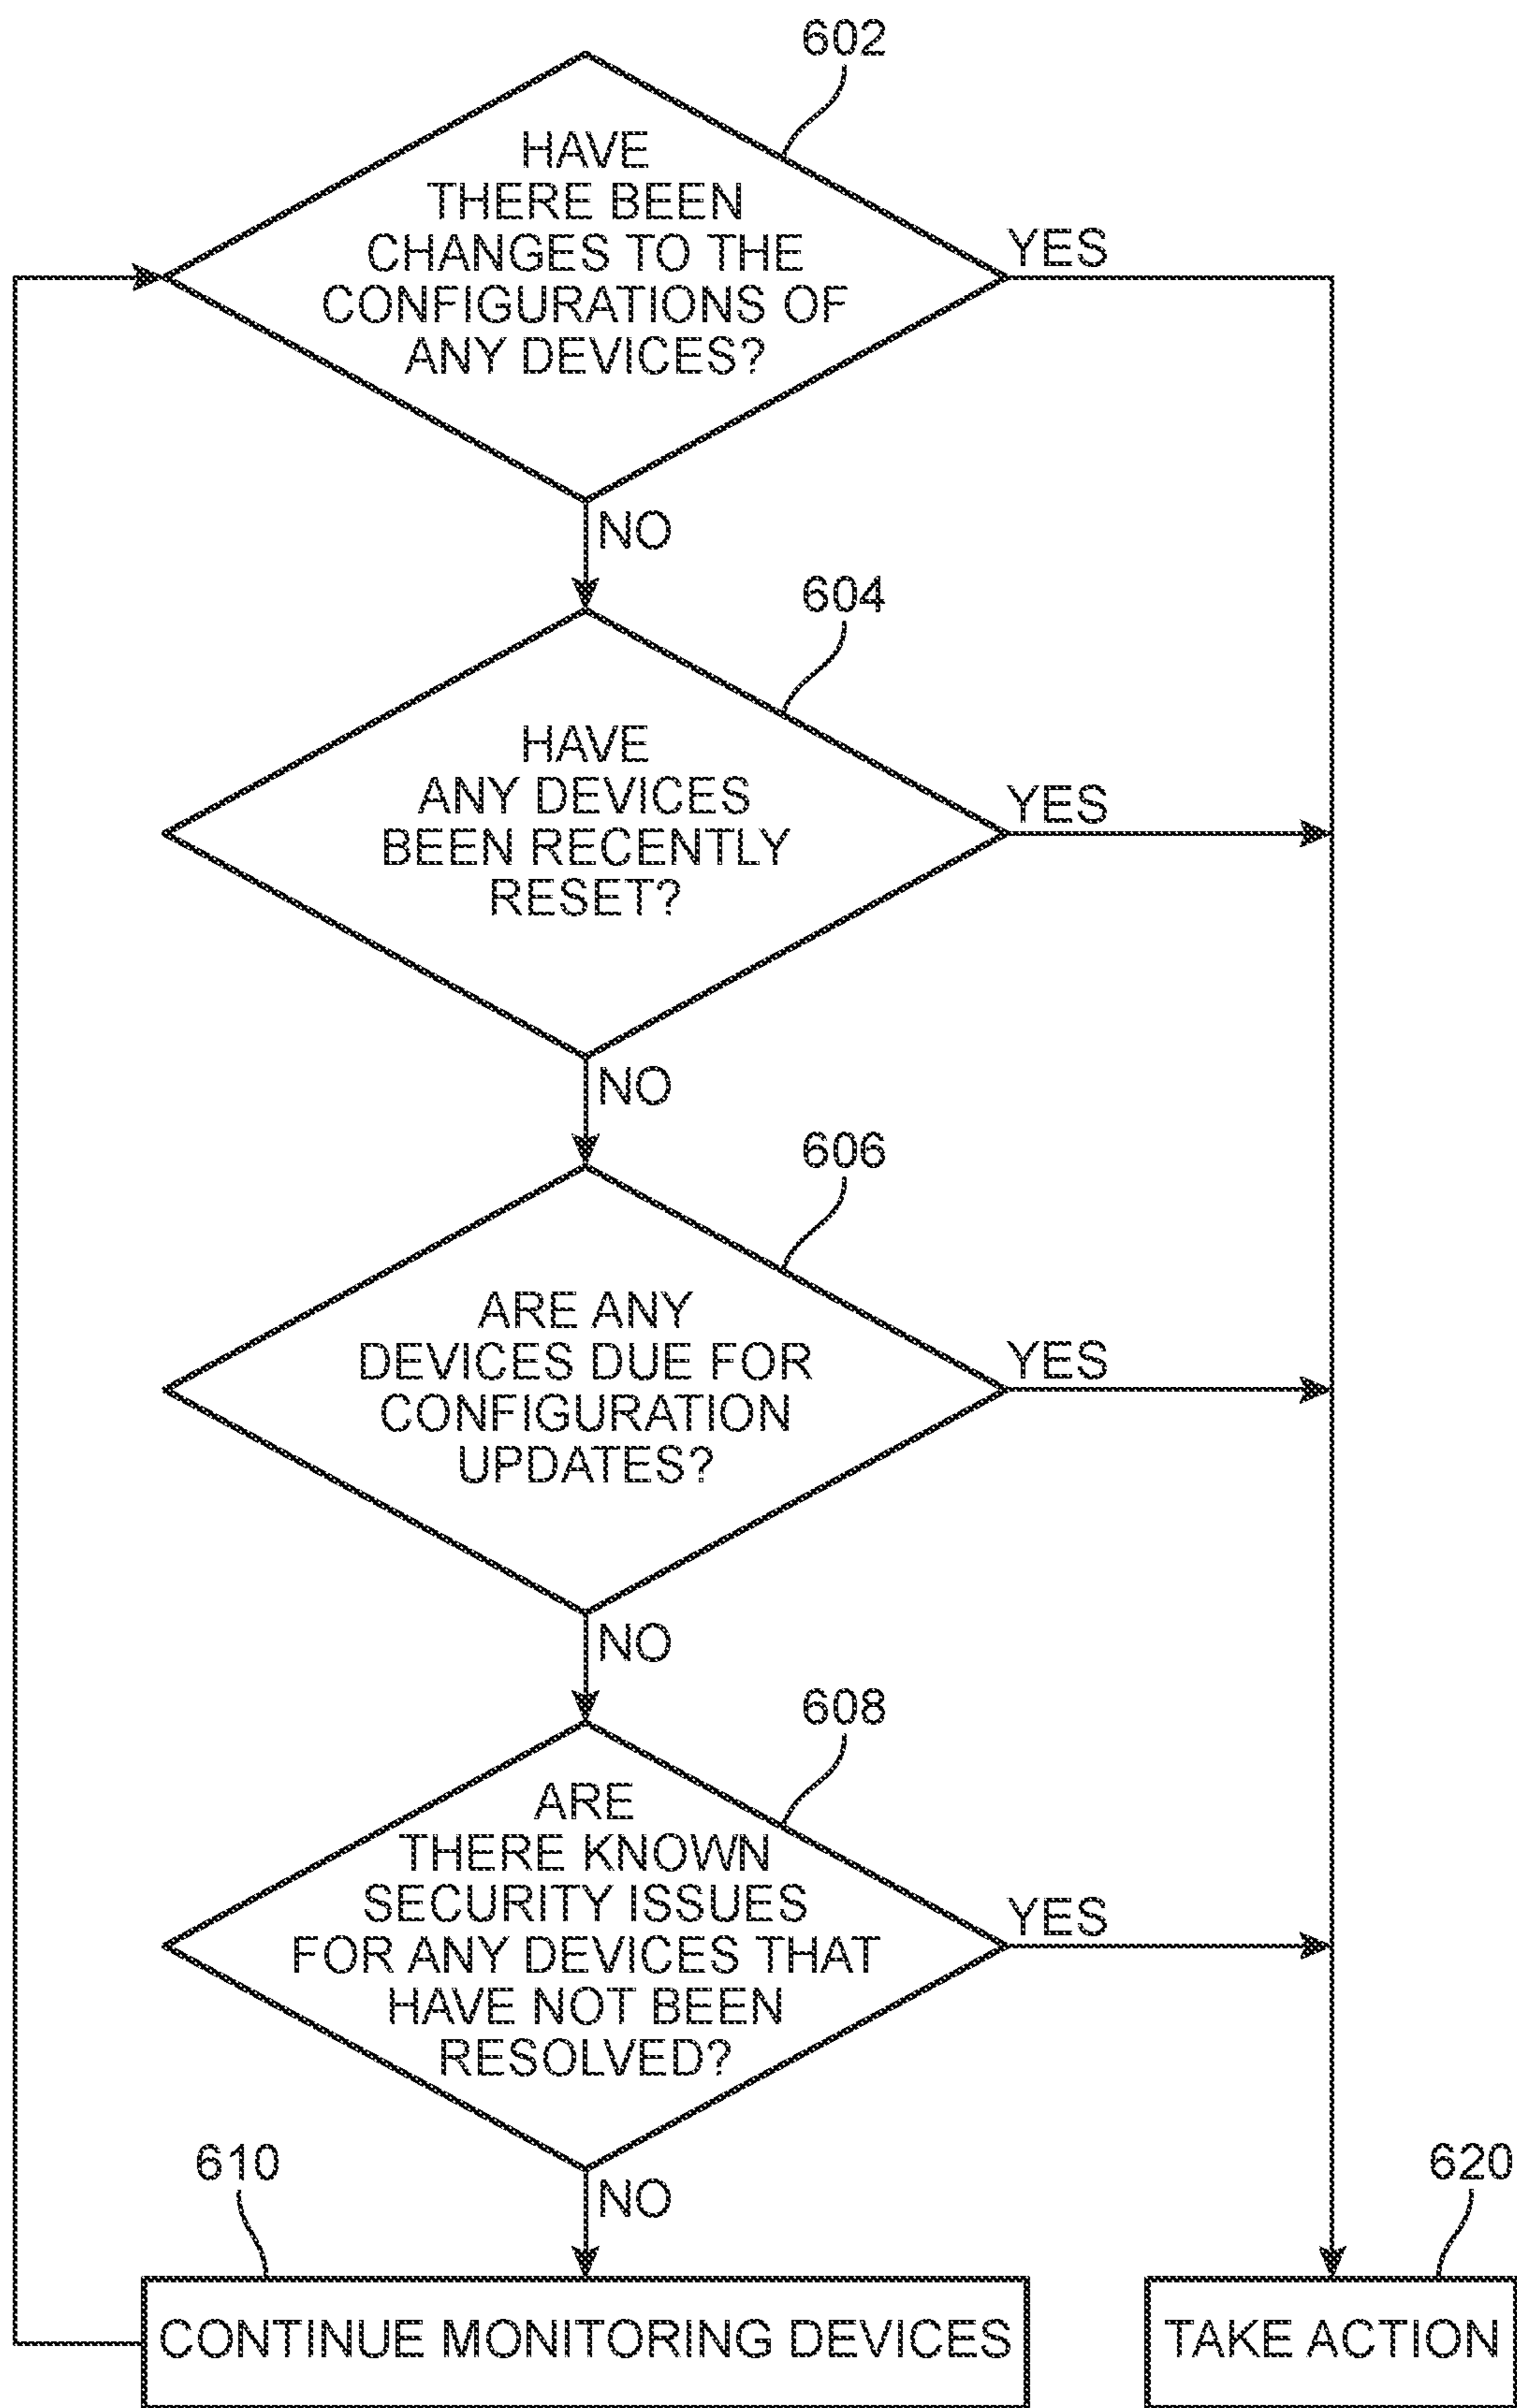 602
HAVE
THERE BEEN
CHANGES TO THE
CONFIGURATIONS OF
ANY DEVICES?
YES
NO
604
HAVE
ANY DEVICES
BEEN RECENTLY
RESET?
YES
NO
606
ARE ANY
DEVICES DUE FOR
CONFIGURATION
UPDATES?
YES
NO
608
ARE
THERE KNOWN
SECURITY ISSUES
FOR ANY DEVICES THAT
HAVE NOT BEEN
RESOLVED?
YES
NO
610
CONTINUE MONITORING DEVICES
620
TAKE ACTION